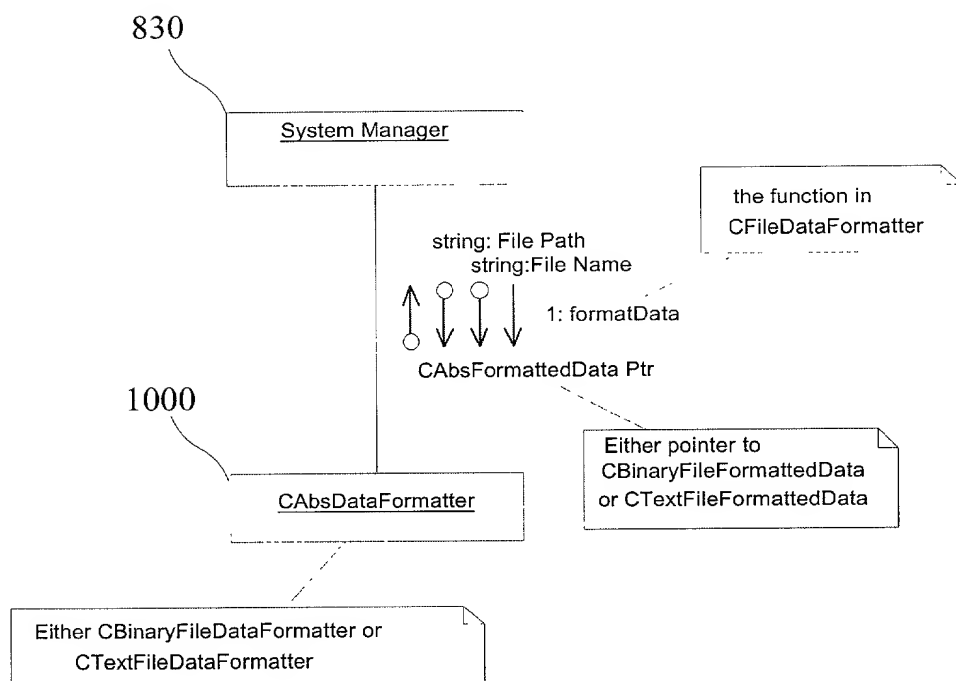 830
System Manager
the function in
CFileDataFormatter
string: File Path
string:File Name
1: formatData
CAbsFormattedData Ptr
1000
Either pointer to
CBinaryFileFormattedData
or CTextFileFormattedData
CAbsDataFormatter
Either CBinaryFileDataFormatter or
CTextFileDataFormatter